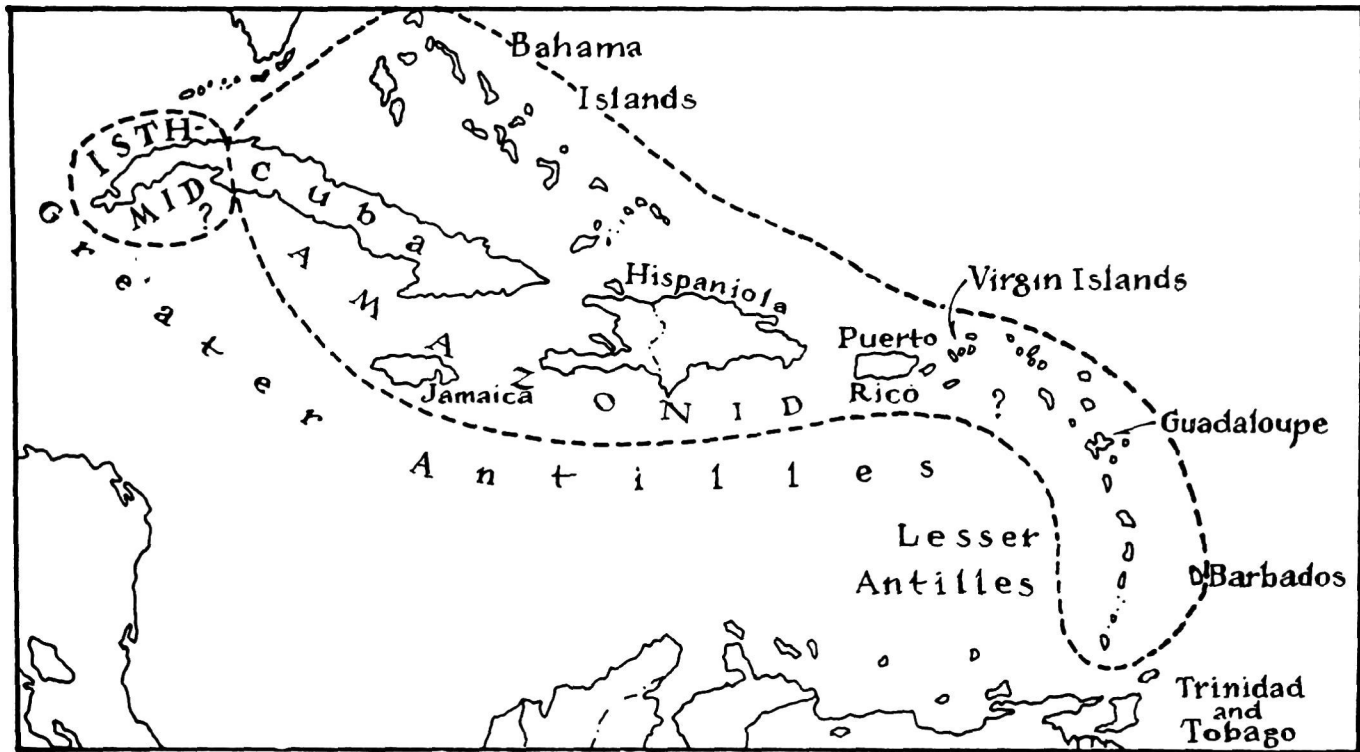 Bahama
Islands
ISTH-
MID
?
Cuba
Greater
Antilles
AMAZONID
Hispaniola
Virgin Islands
Puerto
Rico
Jamaica
?
Guadaloupe
Lesser
Antilles
Barbados
Trinidad
and
Tobago